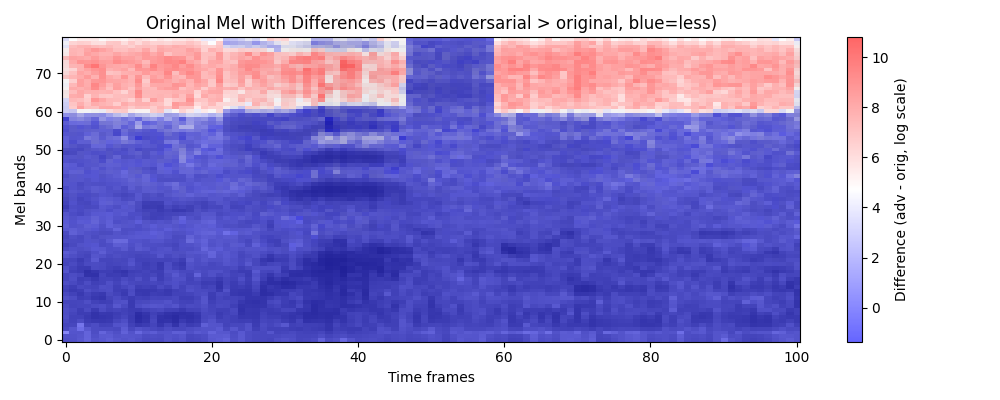 Original Mel with Differences (red=adversarial > original, blue=less)
70
60
50
40
30
20
10
0
Mel bands
0 20 40 60 80 100
Time frames
10
8
6
4
2
0
Difference (adv - orig, log scale)